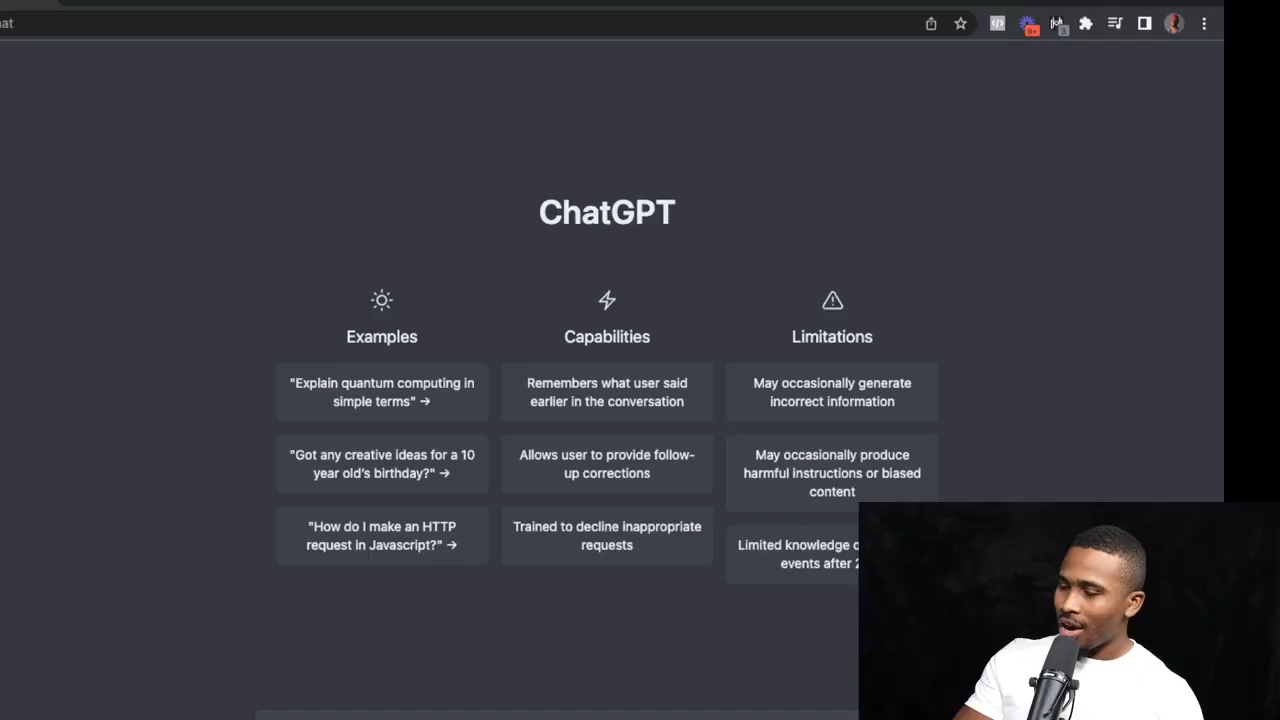 hat
9+
3
ChatGPT
Examples
Capabilities
Limitations
"Explain quantum computing in
simple terms" →
Remembers what user said
earlier in the conversation
May occasionally generate
incorrect information
"Got any creative ideas for a 10
year old's birthday?" →
Allows user to provide follow-
up corrections
May occasionally produce
harmful instructions or biased
content
"How do I make an HTTP
request in Javascript?" →
Trained to decline inappropriate
requests
Limited knowledge
events after